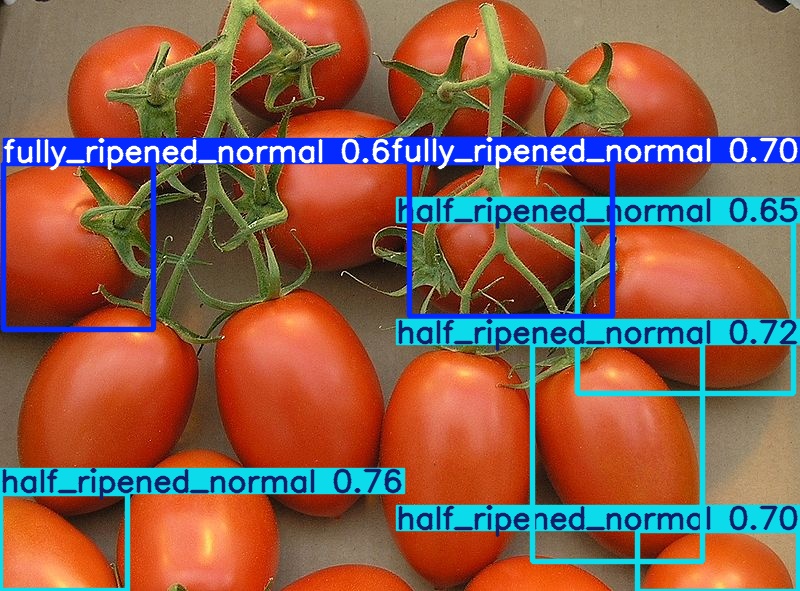 fully_ripened_normal 0.6
fully_ripened_normal 0.70
half_ripened_normal 0.65
half_ripened_normal 0.72
half_ripened_normal 0.76
half_ripened_normal 0.70